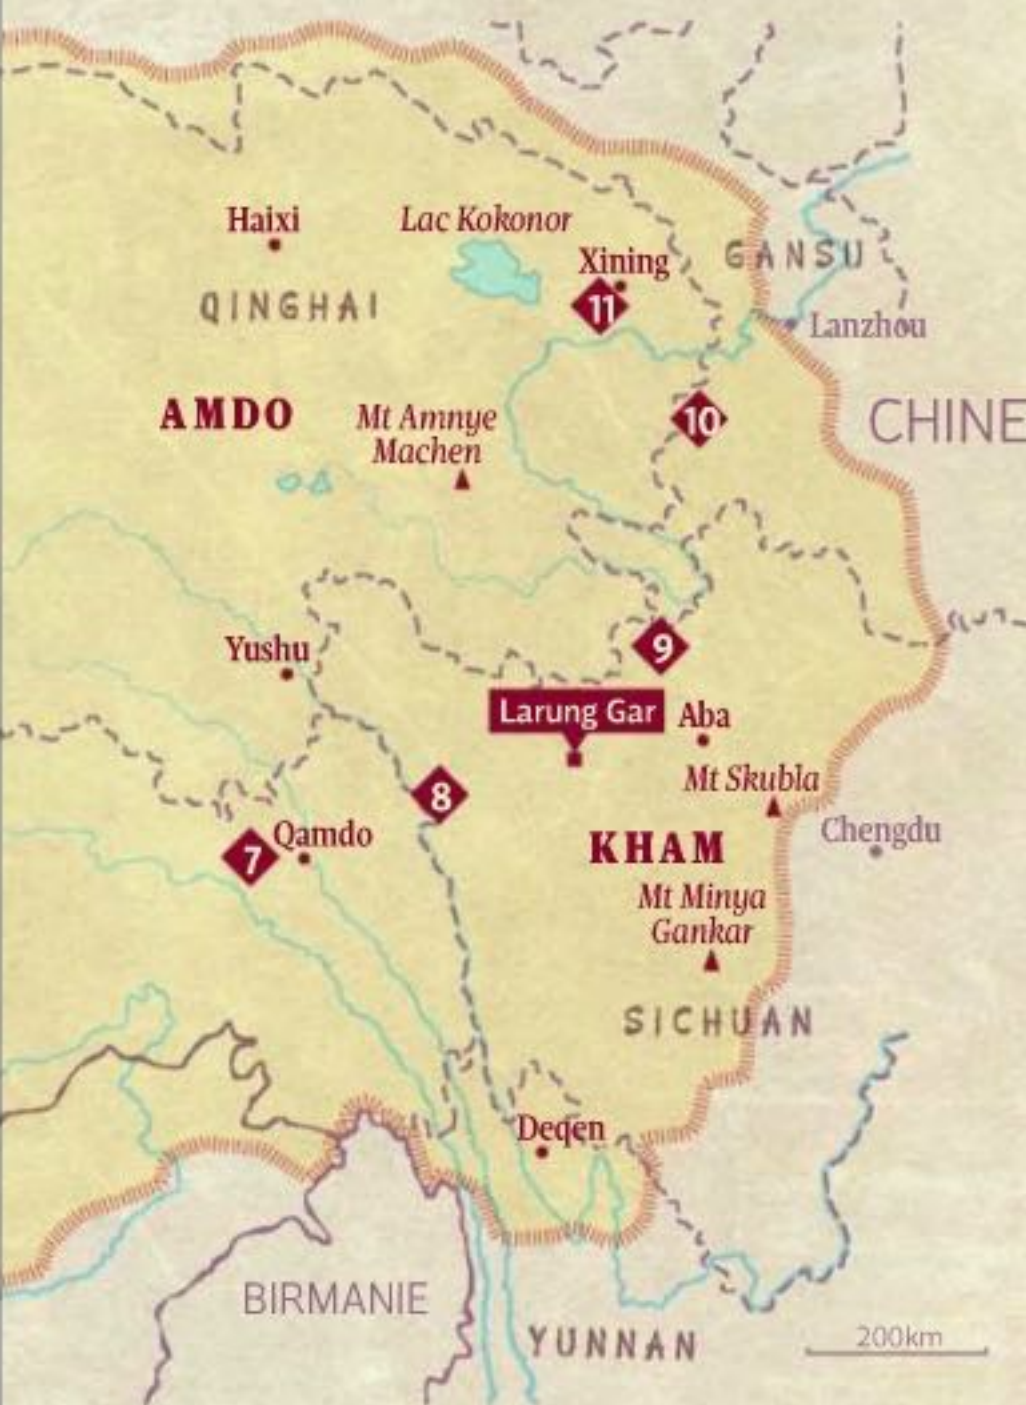 Haixi
Lac Kokonor
Xining
GANSU
QINGHAI
11
Lanzhou
AMDO
Mt Amnye
Machen
10
CHINE
Yushu
9
Larung Gar
Aba
Mt Skubla
8
Chengdu
7
Qamdo
KHAM
Mt Minya
Gankar
SICHUAN
Deqen
BIRMANIE
YUNNAN
200km